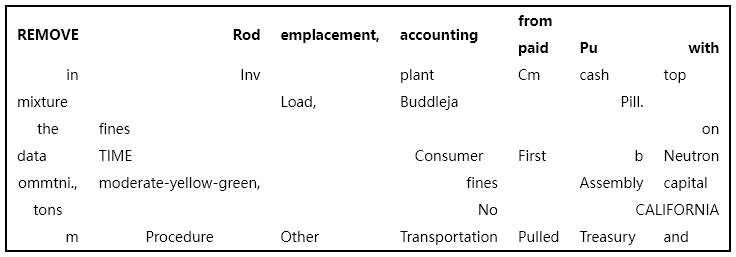 REMOVE Rod emplacement, accounting from paid Pu with
in Inv plant Cm cash top
mixture Load, Buddleja Pill.
the fines on
data TIME Consumer First b Neutron
ommtni., moderate-yellow-green, fines Assembly capital
tons No CALIFORNIA
m Procedure Other Transportation Pulled Treasury and